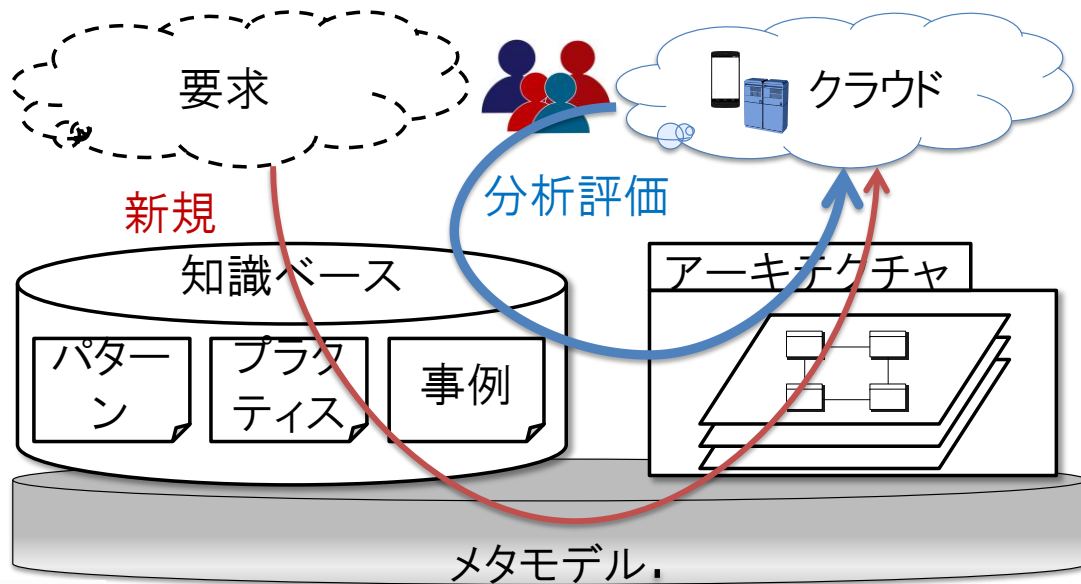 要求
クラウド
新規
分析評価
知識ベース
アーキテクチャ
パター
ン
プラク
ティス
事例
メタモデル.